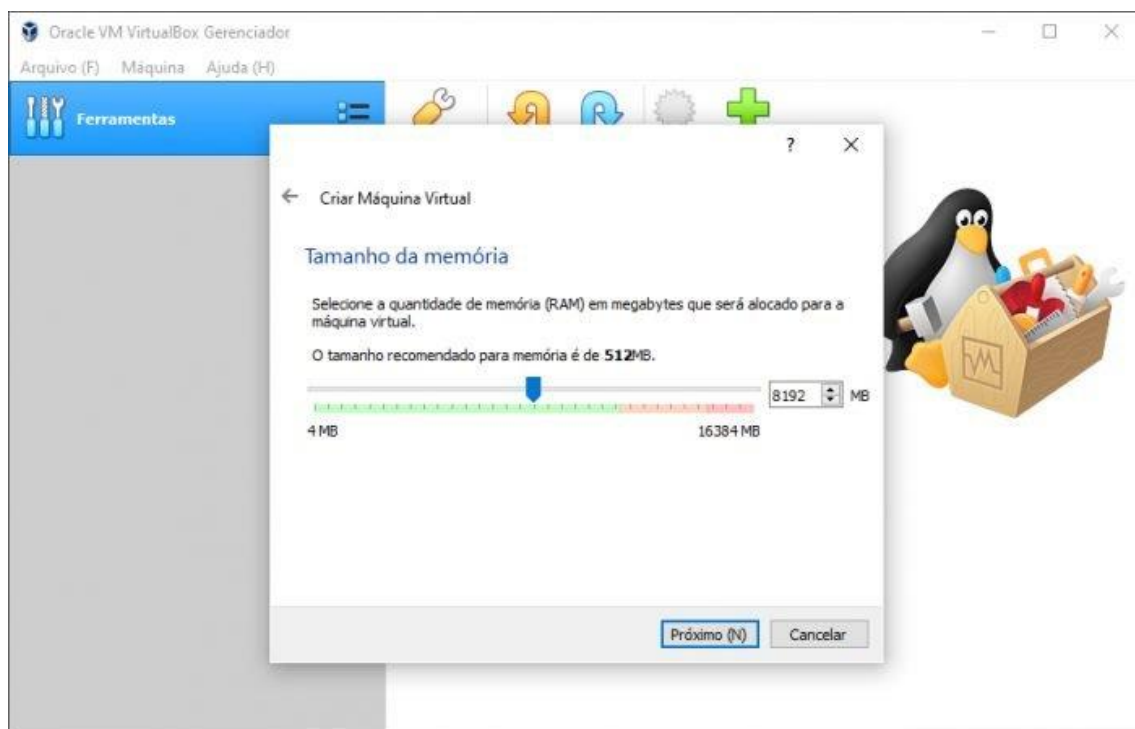 Oracle VM VirtualBox Gerenciador
Arquivo (F) Máquina Ajuda (H)
Ferramentas
?
Criar Máquina Virtual
Tamanho da memória
Selecione a quantidade de memória (RAM) em megabytes que será alocado para a
máquina virtual.
O tamanho recomendado para memória é de 512MB.
8192 MB
4 MB 16384 MB
Próximo (N) Cancelar